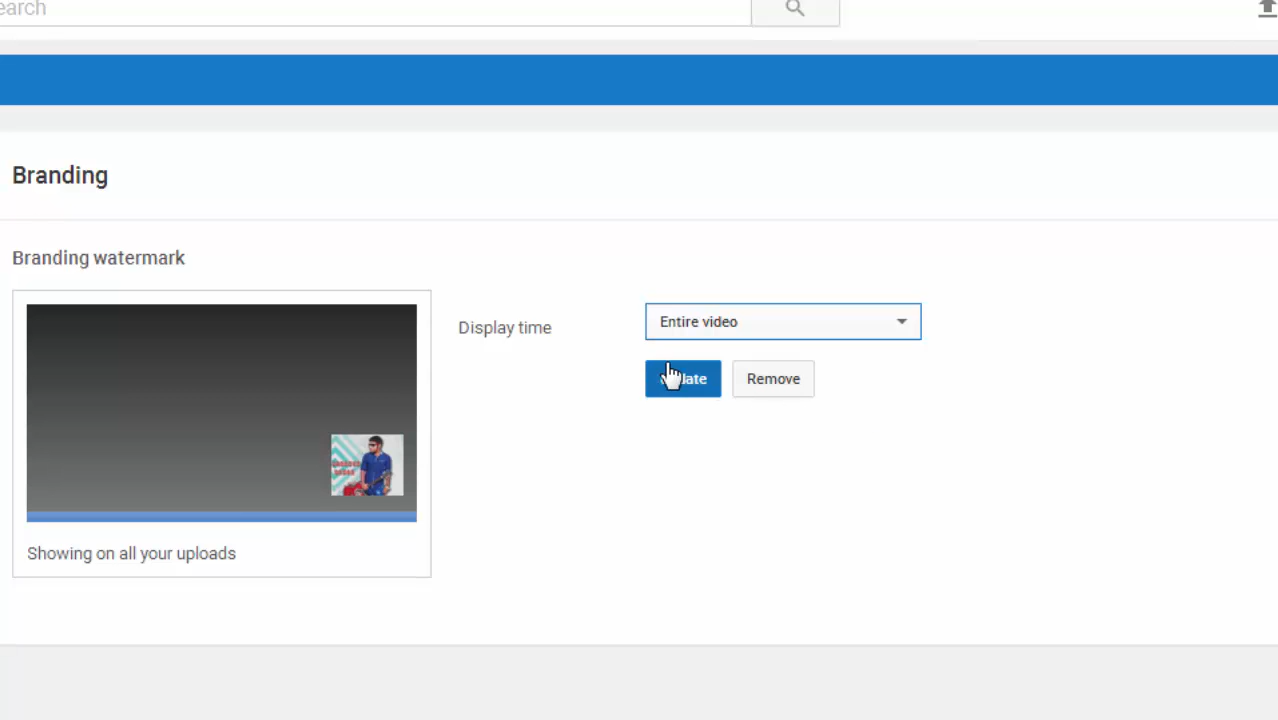 earch
Branding
Branding watermark
Display time
Entire video
Remove
Showing on all your uploads